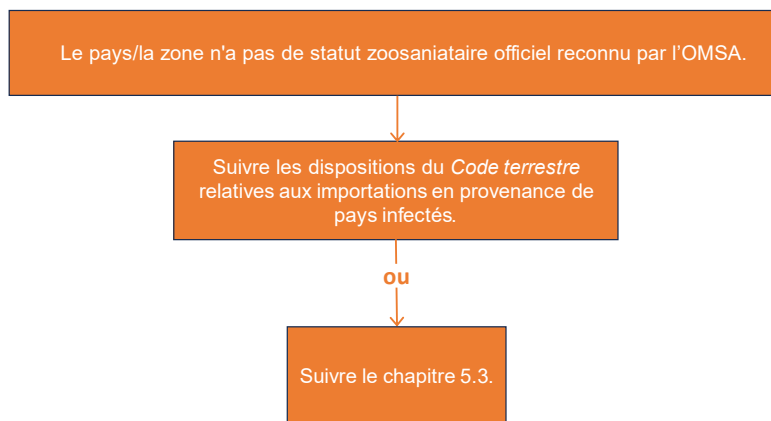 Le pays/la zone n'a pas de statut zoosaniataire officiel reconnu par l'OMSA.
Suivre les dispositions du Code terrestre
relatives aux importations en provenance de
pays infectés.
ou
Suivre le chapitre 5.3.